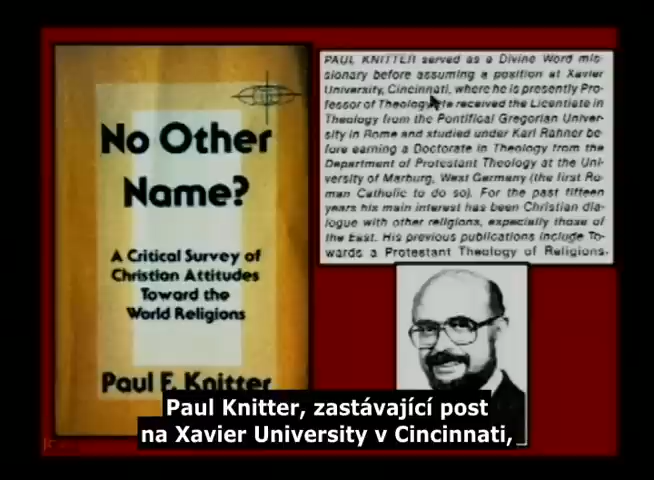 No Other
Name?
A Critical Survey of
Christian Attitudes
Toward the
World Religions
Paul F. Knitter
PAUL KNITTER served as a Divine Word mis-
sionary before assuming a position at Xavier
University, Cincinnati, where he is presently Pro-
fessor of Theology. He received the Licentiate in
Theology from the Pontifical Gregorian Univer-
sity in Rome and studied under Karl Rahner be-
fore earning a Doctorate in Theology from the
Department of Protestant Theology at the Uni-
versity of Marburg, West Germany (the first Ro-
man Catholic to do so). For the past fifteen
years his main interest has been Christian dia-
logue with other religions, especially those of
the East. His previous publications include To-
wards a Protestant Theology of Religions.
Paul Knitter, zastávající post
na Xavier University v Cincinnati,